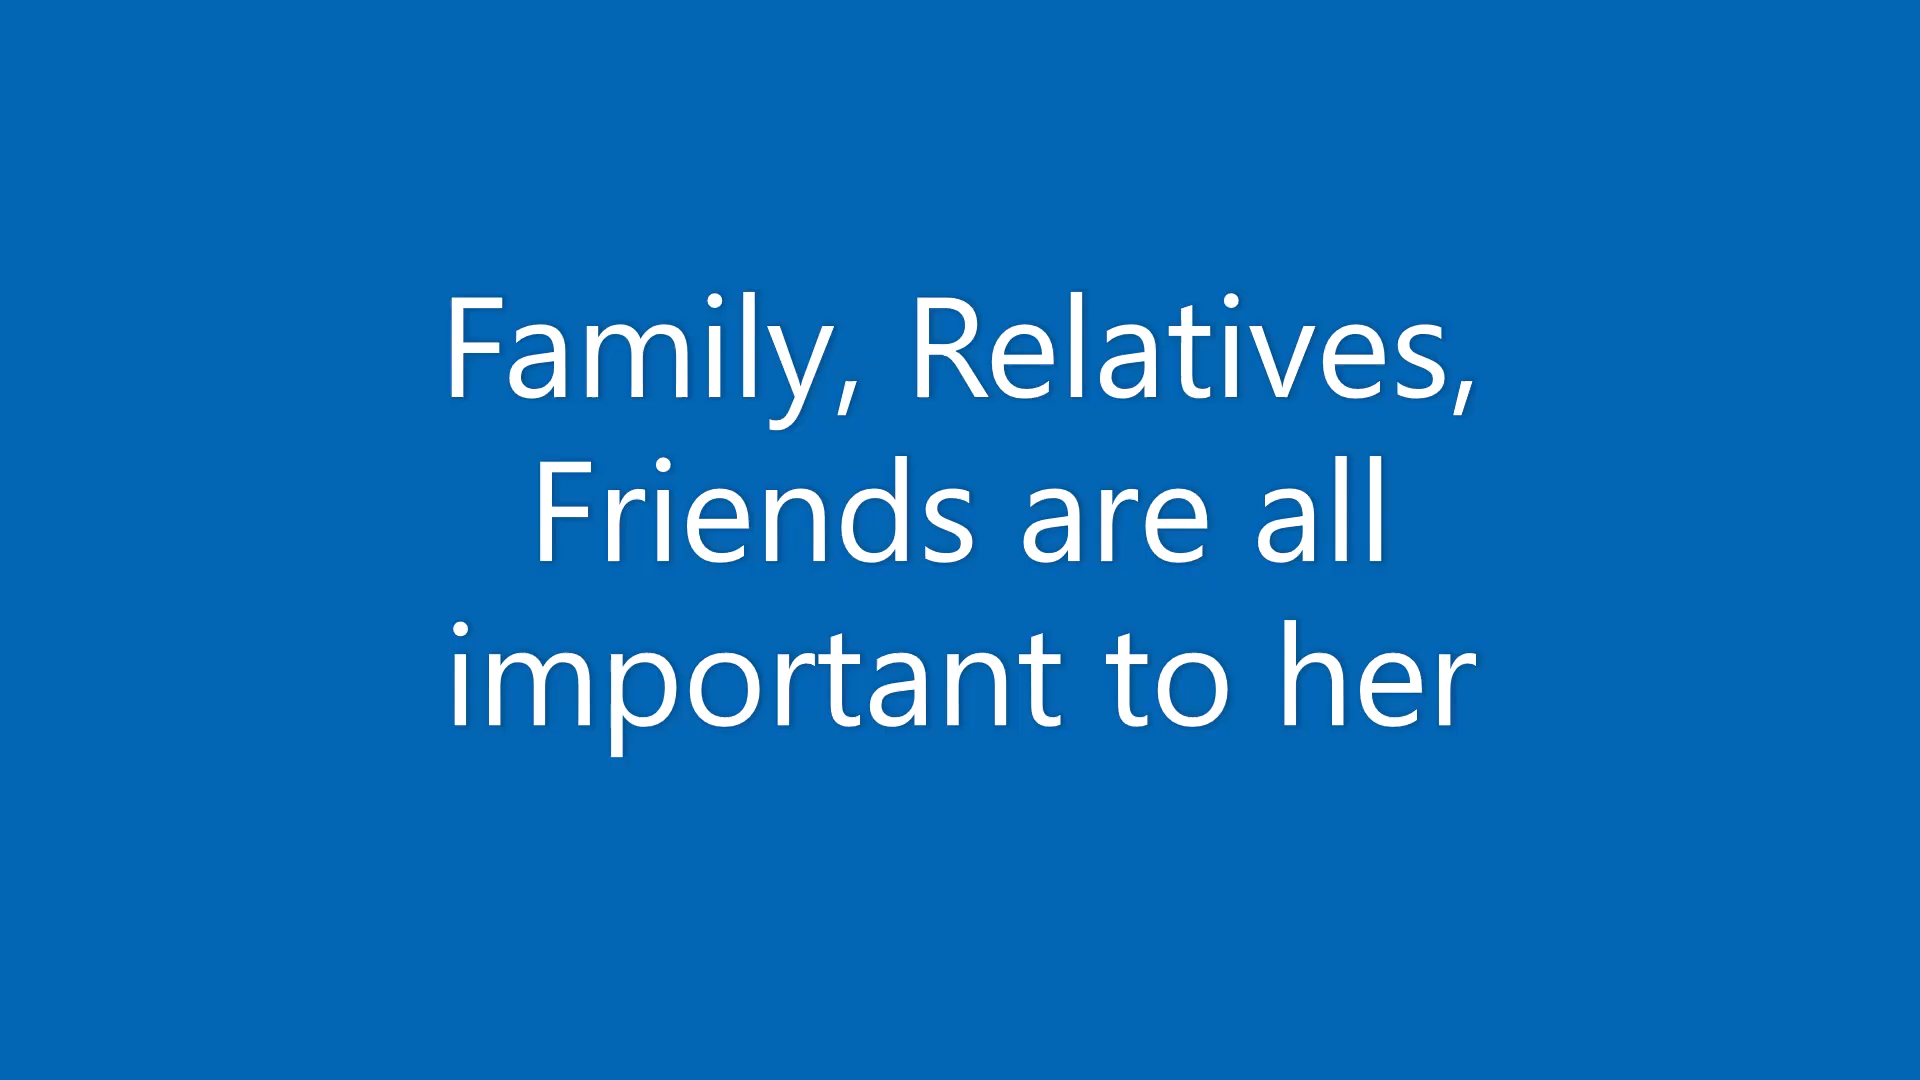 Family, Relatives,
Friends are all
important to her